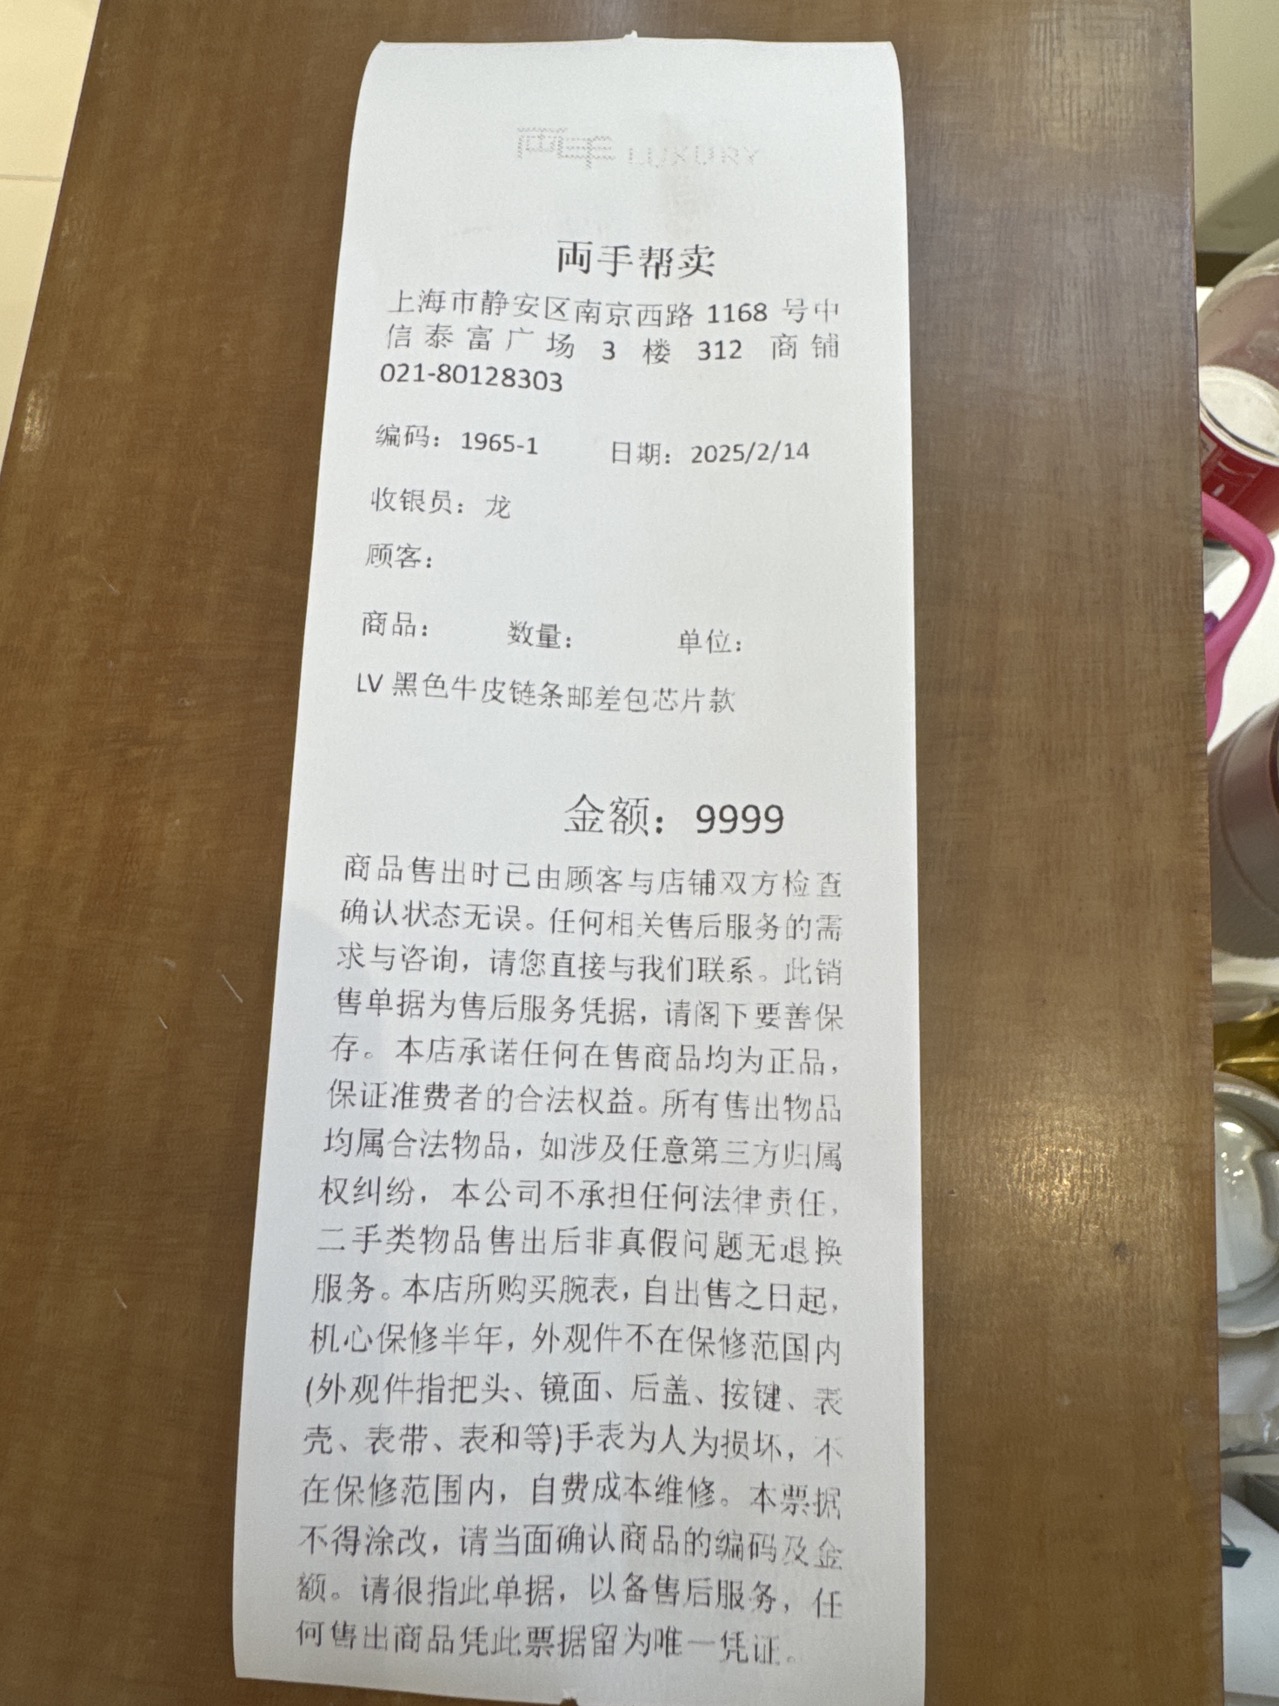 両手 LUXURY
両手帮卖
上海市静安区南京西路 1168 号中
信泰富广场 3 楼 312 商铺
021-80128303
编码：1965-1 日期：2025/2/14
收银员：龙
顾客：
商品： 数量： 单位：
LV 黑色牛皮链条邮差包芯片款
金额：9999
商品售出时已由顾客与店铺双方检查
确认状态无误。任何相关售后服务的需
求与咨询，请您直接与我们联系。此销
售单据为售后服务凭据，请阁下要善保
存。本店承诺任何在售商品均为正品，
保证准费者的合法权益。所有售出物品
均属合法物品，如涉及任意第三方归属
权纠纷，本公司不承担任何法律责任，
二手类物品售出后非真假问题无退换
服务。本店所购买腕表，自出售之日起，
机心保修半年，外观件不在保修范国内
(外观件指把头、镜面、后盖、按键、表
壳、表带、表和等)手表为人为损坏，不
在保修范围内，自费成本维修。本票据
不得涂改，请当面确认商品的编码及金
额。请很指此单据，以备售后服务，任
何售出商品凭此票据留为唯一凭证。